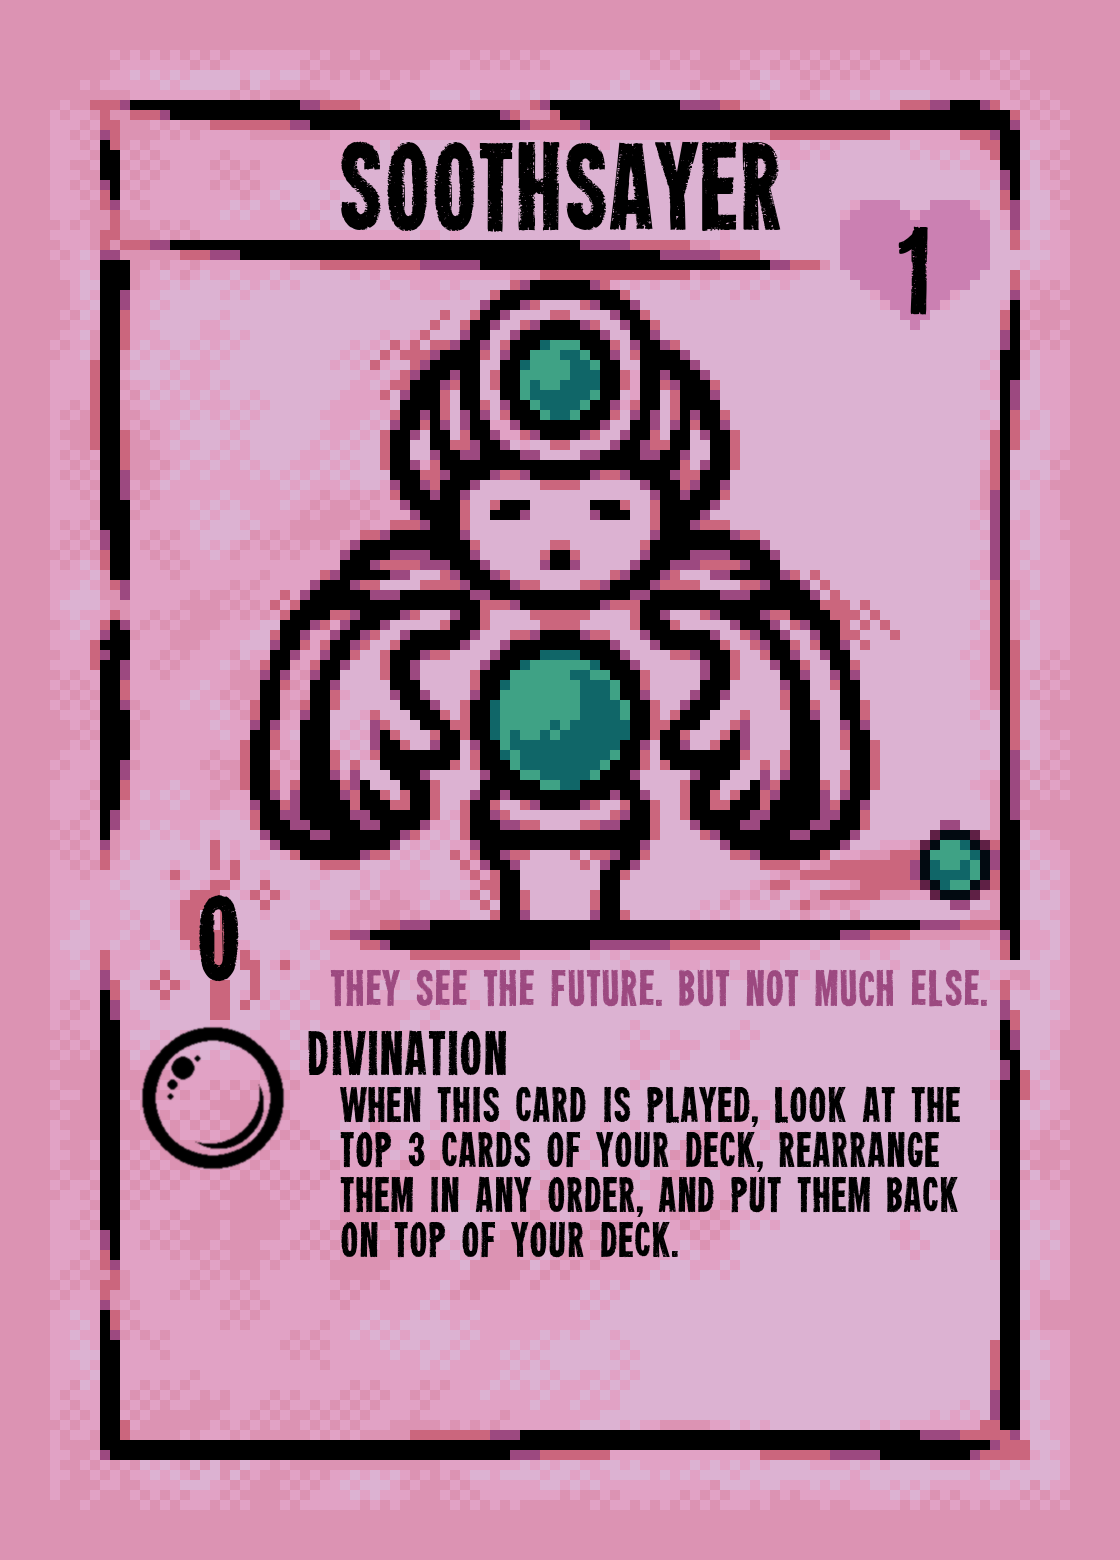 SOOTHSAYER
1
0
THEY SEE THE FUTURE. BUT NOT MUCH ELSE.
DIVINATION
WHEN THIS CARD IS PLAYED, LOOK AT THE
TOP 3 CARDS OF YOUR DECK, REARRANGE
THEM IN ANY ORDER, AND PUT THEM BACK
ON TOP OF YOUR DECK.